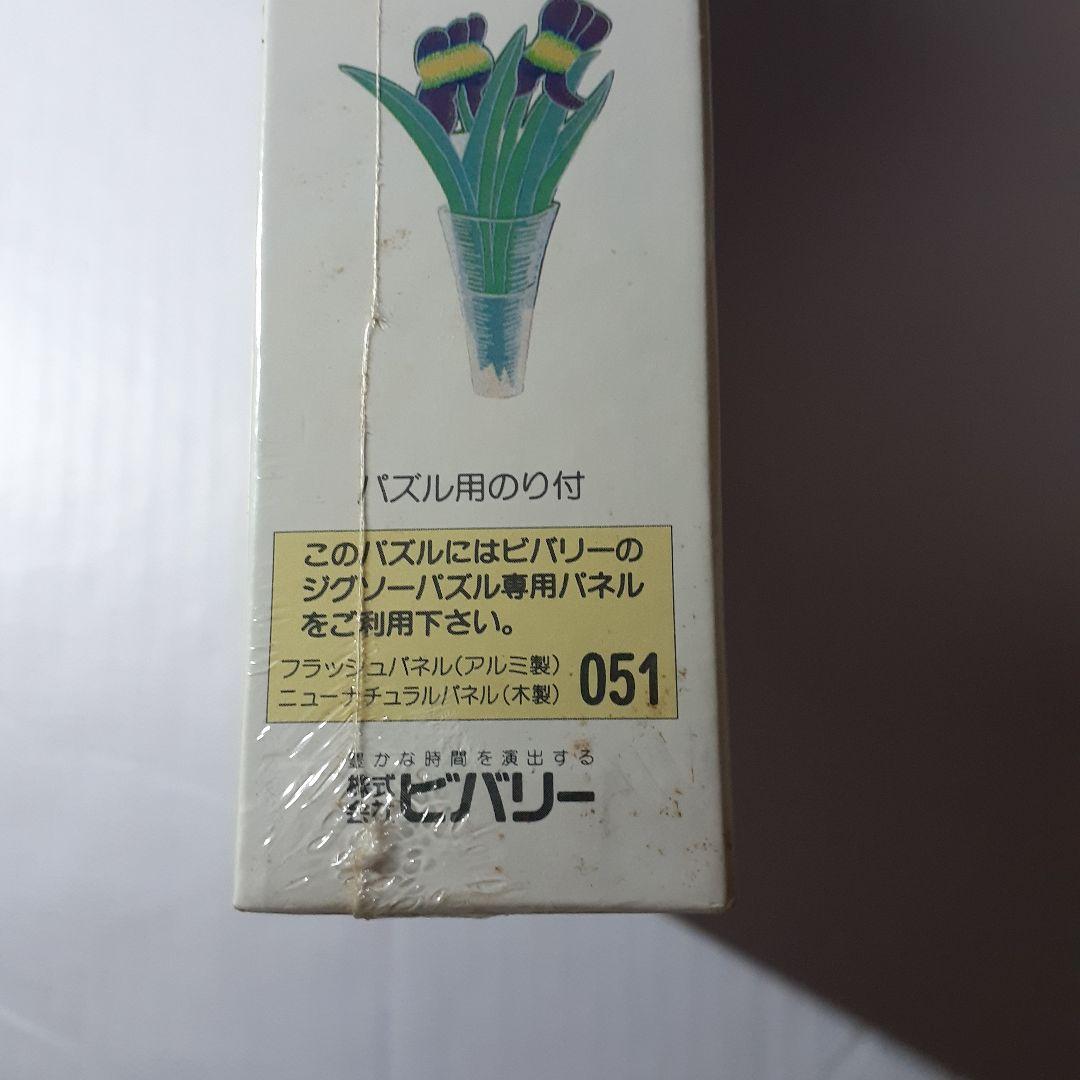 パズル用のり付
このパズルにはビバリーの
ジグソーパズル専用パネル
をご利用下さい。
フラッシュパネル(アルミ製)
ニューナチュラルパネル(木製)
051
豊かな時間を演出する
株式会社ビバリー